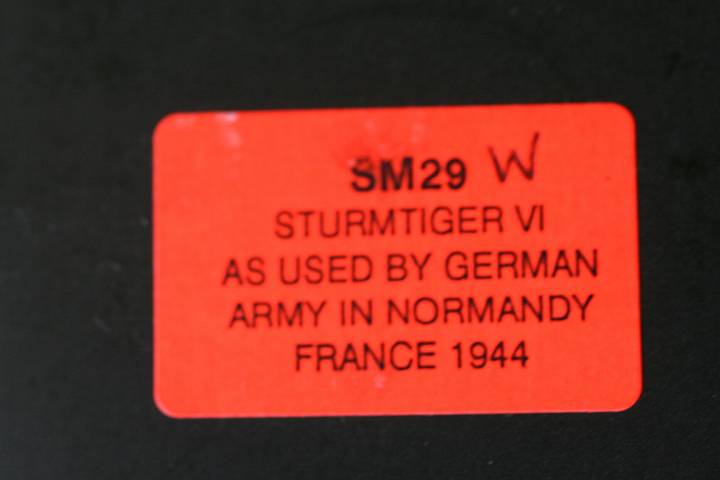 SM29 W
STURMTIGER VI
AS USED BY GERMAN
ARMY IN NORMANDY
FRANCE 1944